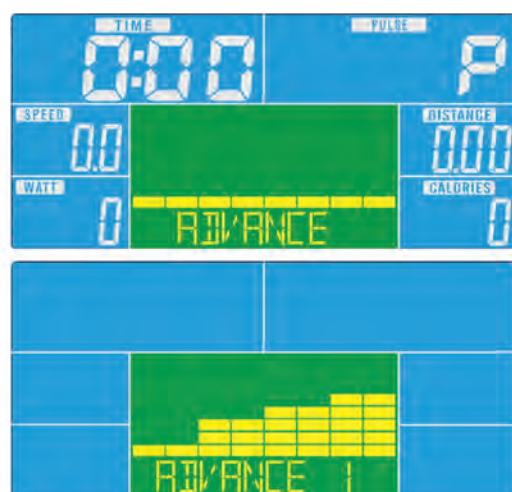 TIME PULSE
0:00 P
SPEED DISTANCE
0.0 0.00
WATT CALORIES
0 0
ADVANCE
ADVANCE 1